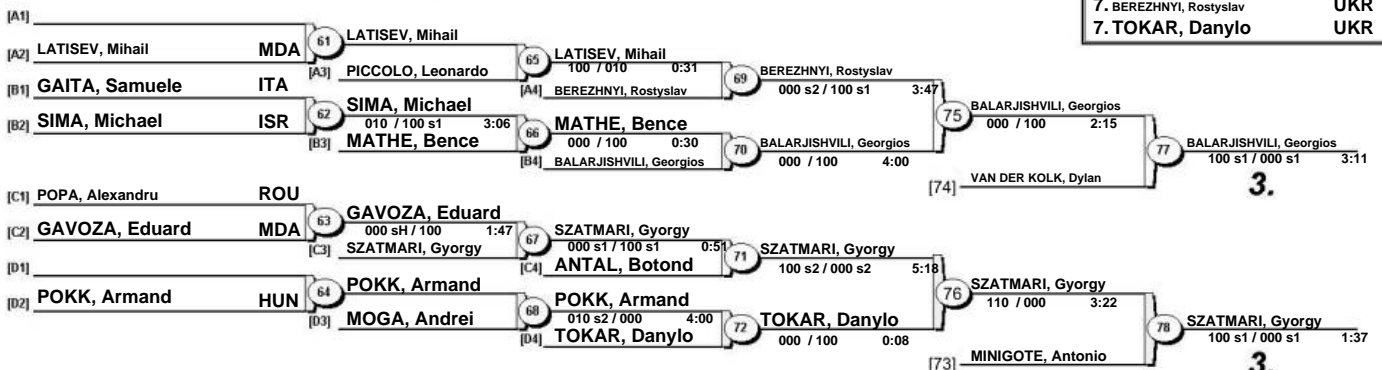 7. BEREZHNYI, Rostyslav UKR
7. TOKAR, Danylo UKR
[A1]
[A2] LATISEV, Mihail MDA
61 LATISEV, Mihail
[A3] PICCOLO, Leonardo
65 LATISEV, Mihail
100 / 010 0:31
[A4] BEREZHNYI, Rostyslav
69 BEREZHNYI, Rostyslav
000 s2 / 100 s1 3:47
[B1] GAITA, Samuele ITA
[B2] SIMA, Michael ISR
62 SIMA, Michael
010 / 100 s1 3:06
[B3] MATHE, Bence
66 MATHE, Bence
000 / 100 0:30
[B4] BALARJISHVILI, Georgios
70 BALARJISHVILI, Georgios
000 / 100 4:00
75 BALARJISHVILI, Georgios
000 / 100 2:15
[74] VAN DER KOLK, Dylan
77 BALARJISHVILI, Georgios
100 s1 / 000 s1 3:11
3.
[C1] POPA, Alexandru ROU
[C2] GAVOZA, Eduard MDA
63 GAVOZA, Eduard
000 sH / 100 1:47
[C3] SZATMARI, Gyorgy
67 SZATMARI, Gyorgy
000 s1 / 100 s1 0:51
[C4] ANTAL, Botond
71 SZATMARI, Gyorgy
100 s2 / 000 s2 5:18
[D1]
[D2] POKK, Armand HUN
64 POKK, Armand
[D3] MOGA, Andrei
68 POKK, Armand
010 s2 / 000 4:00
[D4] TOKAR, Danylo
72 TOKAR, Danylo
000 / 100 0:08
76 SZATMARI, Gyorgy
110 / 000 3:22
[73] MINIGOTE, Antonio
78 SZATMARI, Gyorgy
100 s1 / 000 s1 1:37
3.